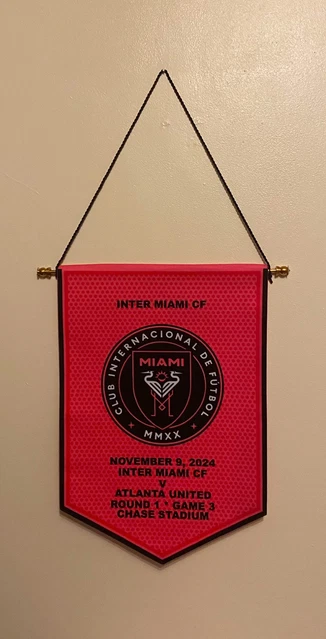 INTER MIAMI CF
CLUB INTERNACIONAL DE FÚTBOL
MIAMI
MMXX
NOVEMBER 9, 2024
INTER MIAMI CF
V
ATLANTA UNITED
ROUND 1 * GAME 3
CHASE STADIUM